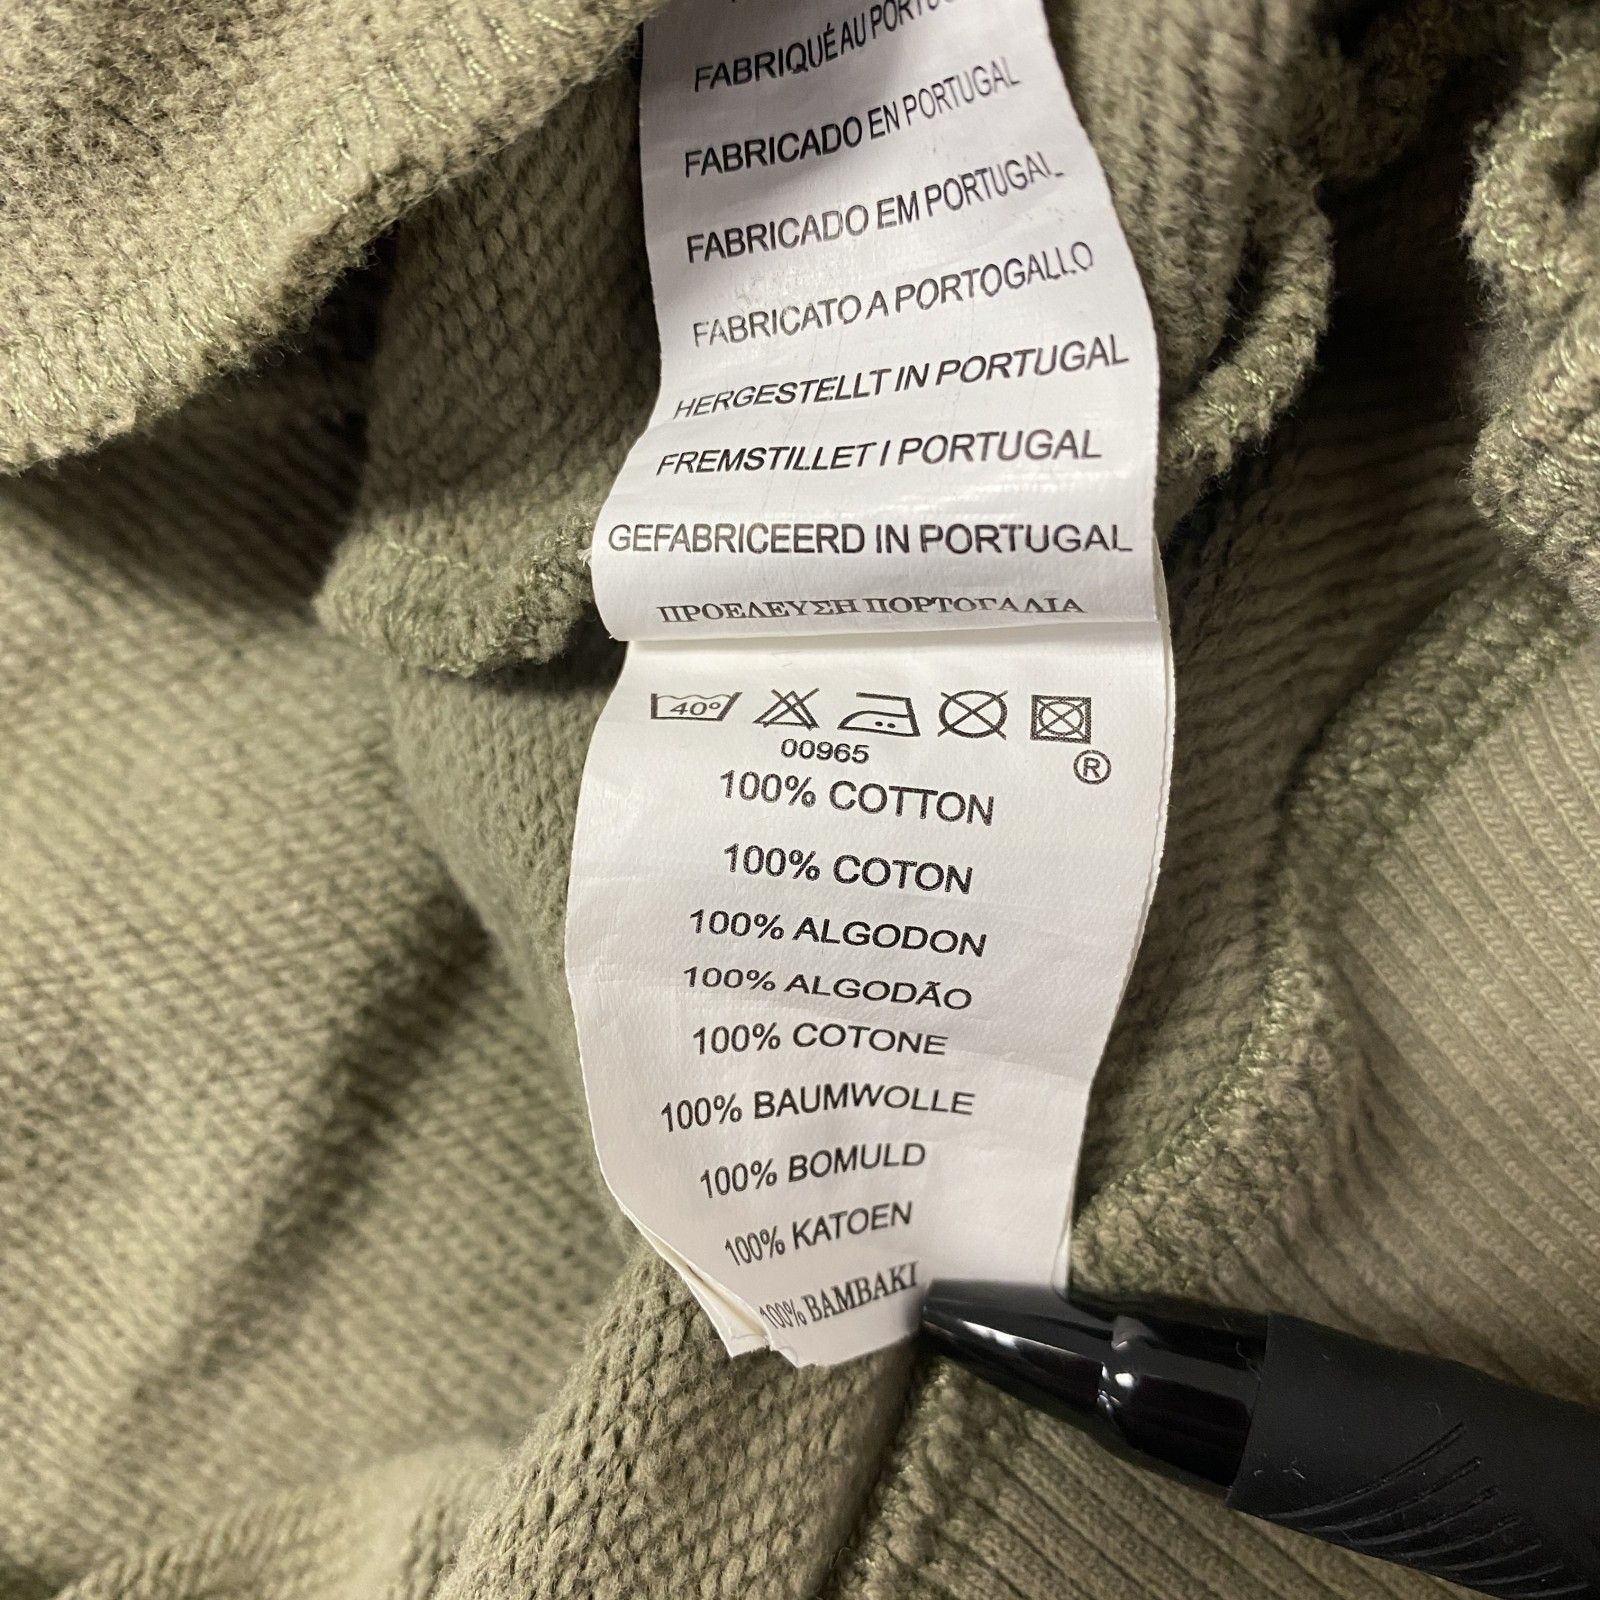 FABRIQUÉ AU
FABRICADO EN PORTUGAL
FABRICADO EM PORTUGAL
FABRICATO A PORTOGALLO
HERGESTELLT IN PORTUGAL
FREMSTILLET I PORTUGAL
GEFABRICEERD IN PORTUGAL
ΠΡΟΕΛΕΥΣΗ ΠΟΡΤΟΓΑΛΙΑ
40°
00965
®
100% COTTON
100% COTON
100% ALGODON
100% ALGODÃO
100% COTONE
100% BAUMWOLLE
100% BOMULD
100% KATOEN
100% BAMBAKI